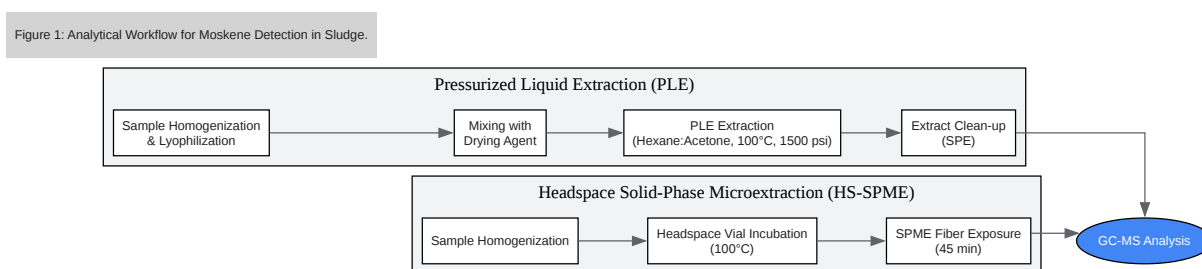 Figure 1: Analytical Workflow for Moskene Detection in Sludge.
Pressurized Liquid Extraction (PLE)
Sample Homogenization
& Lyophilization
Mixing with
Drying Agent
PLE Extraction
(Hexane:Acetone, 100°C, 1500 psi)
Extract Clean-up
(SPE)
Headspace Solid-Phase Microextraction (HS-SPME)
Sample Homogenization
Headspace Vial Incubation
(100°C)
SPME Fiber Exposure
(45 min)
GC-MS Analysis